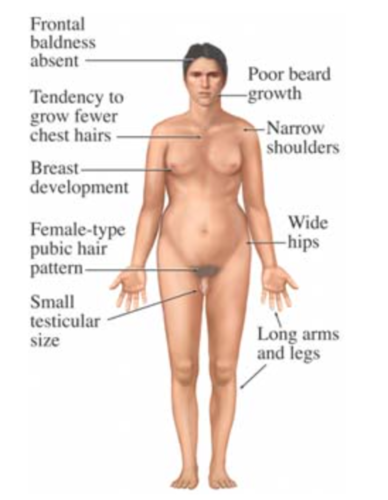 Frontal
baldness
absent
Poor beard
growth
Tendency to
grow fewer
chest hairs
Narrow
shoulders
Breast
development
Female-type
pubic hair
pattern
Wide
hips
Small
testicular
size
Long arms
and legs